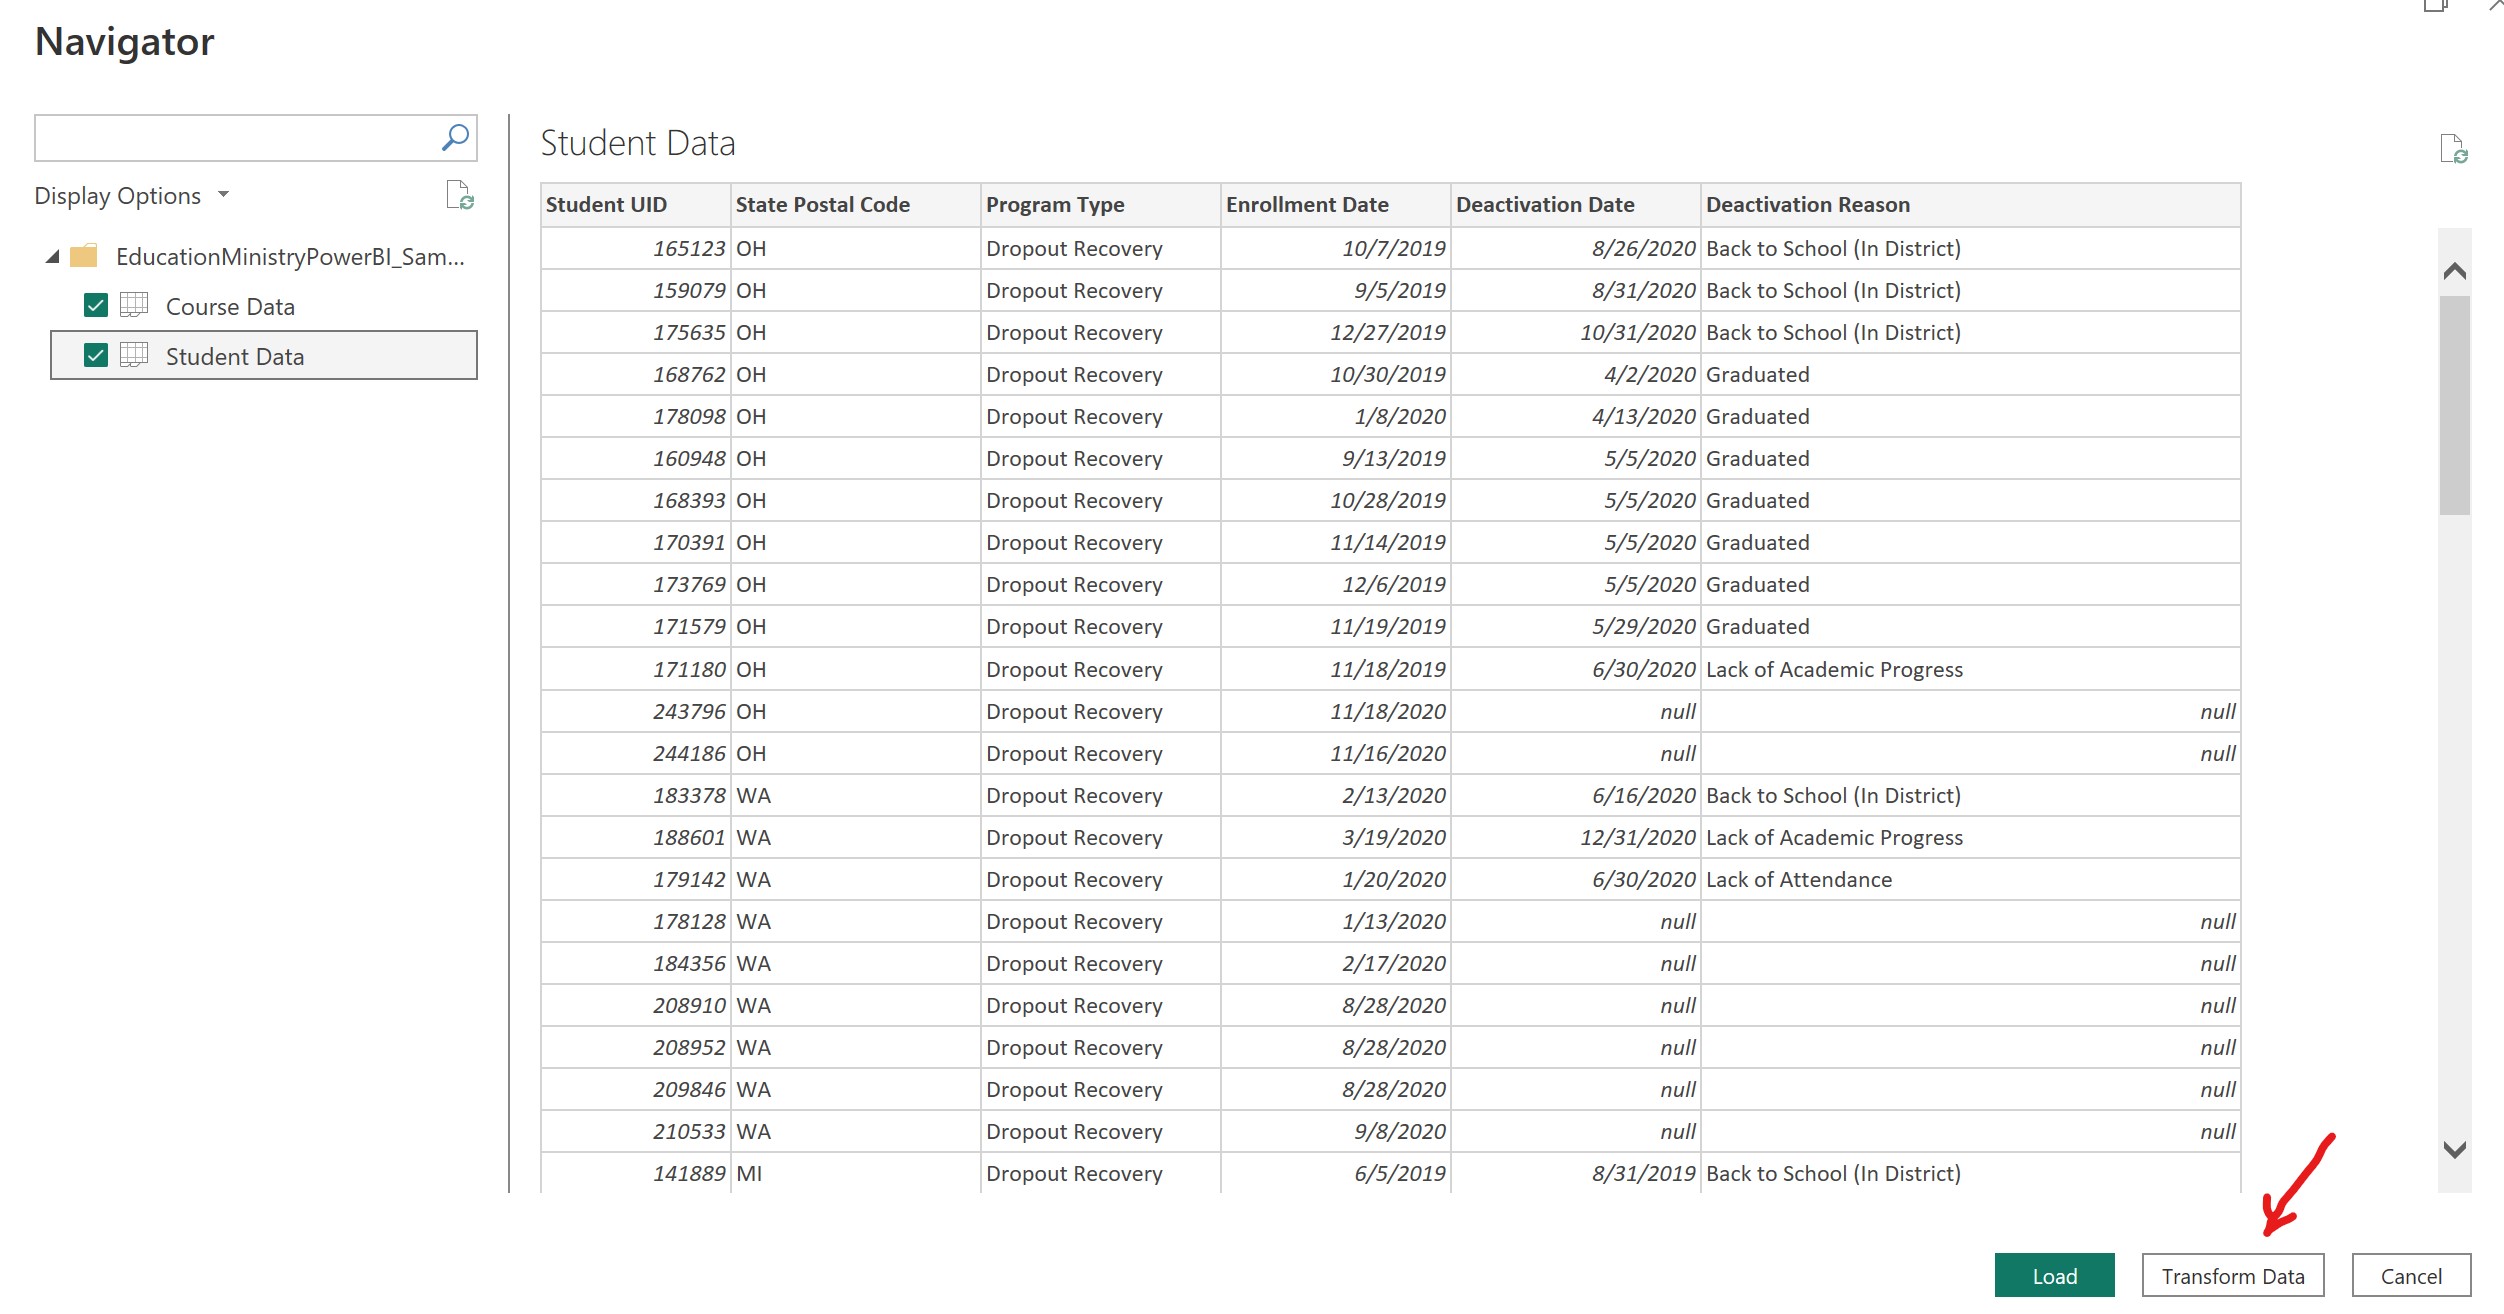 Navigator
Display Options
EducationMinistryPowerBI_Sam...
Course Data
Student Data
Student Data
Student UID State Postal Code Program Type Enrollment Date Deactivation Date Deactivation Reason
165123 OH Dropout Recovery 10/7/2019 8/26/2020 Back to School (In District)
159079 OH Dropout Recovery 9/5/2019 8/31/2020 Back to School (In District)
175635 OH Dropout Recovery 12/27/2019 10/31/2020 Back to School (In District)
168762 OH Dropout Recovery 10/30/2019 4/2/2020 Graduated
178098 OH Dropout Recovery 1/8/2020 4/13/2020 Graduated
160948 OH Dropout Recovery 9/13/2019 5/5/2020 Graduated
168393 OH Dropout Recovery 10/28/2019 5/5/2020 Graduated
170391 OH Dropout Recovery 11/14/2019 5/5/2020 Graduated
173769 OH Dropout Recovery 12/6/2019 5/5/2020 Graduated
171579 OH Dropout Recovery 11/19/2019 5/29/2020 Graduated
171180 OH Dropout Recovery 11/18/2019 6/30/2020 Lack of Academic Progress
243796 OH Dropout Recovery 11/18/2020 null null
244186 OH Dropout Recovery 11/16/2020 null null
183378 WA Dropout Recovery 2/13/2020 6/16/2020 Back to School (In District)
188601 WA Dropout Recovery 3/19/2020 12/31/2020 Lack of Academic Progress
179142 WA Dropout Recovery 1/20/2020 6/30/2020 Lack of Attendance
178128 WA Dropout Recovery 1/13/2020 null null
184356 WA Dropout Recovery 2/17/2020 null null
208910 WA Dropout Recovery 8/28/2020 null null
208952 WA Dropout Recovery 8/28/2020 null null
209846 WA Dropout Recovery 8/28/2020 null null
210533 WA Dropout Recovery 9/8/2020 null null
141889 MI Dropout Recovery 6/5/2019 8/31/2019 Back to School (In District)
Load Transform Data Cancel